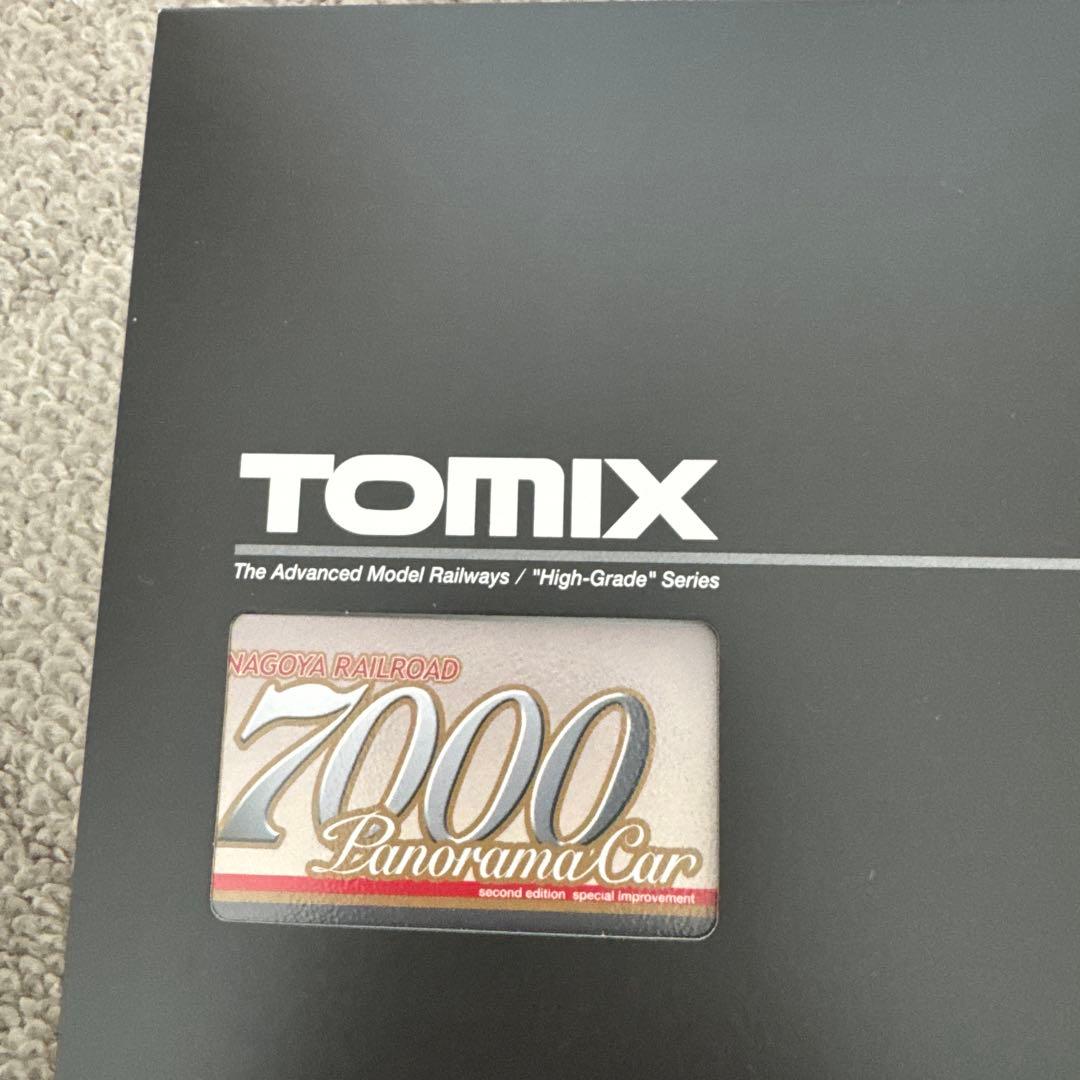 TOMIX
The Advanced Model Railways / "High-Grade" Series
NAGOYA RAILROAD
7000
Panorama Car
second edition special improvement